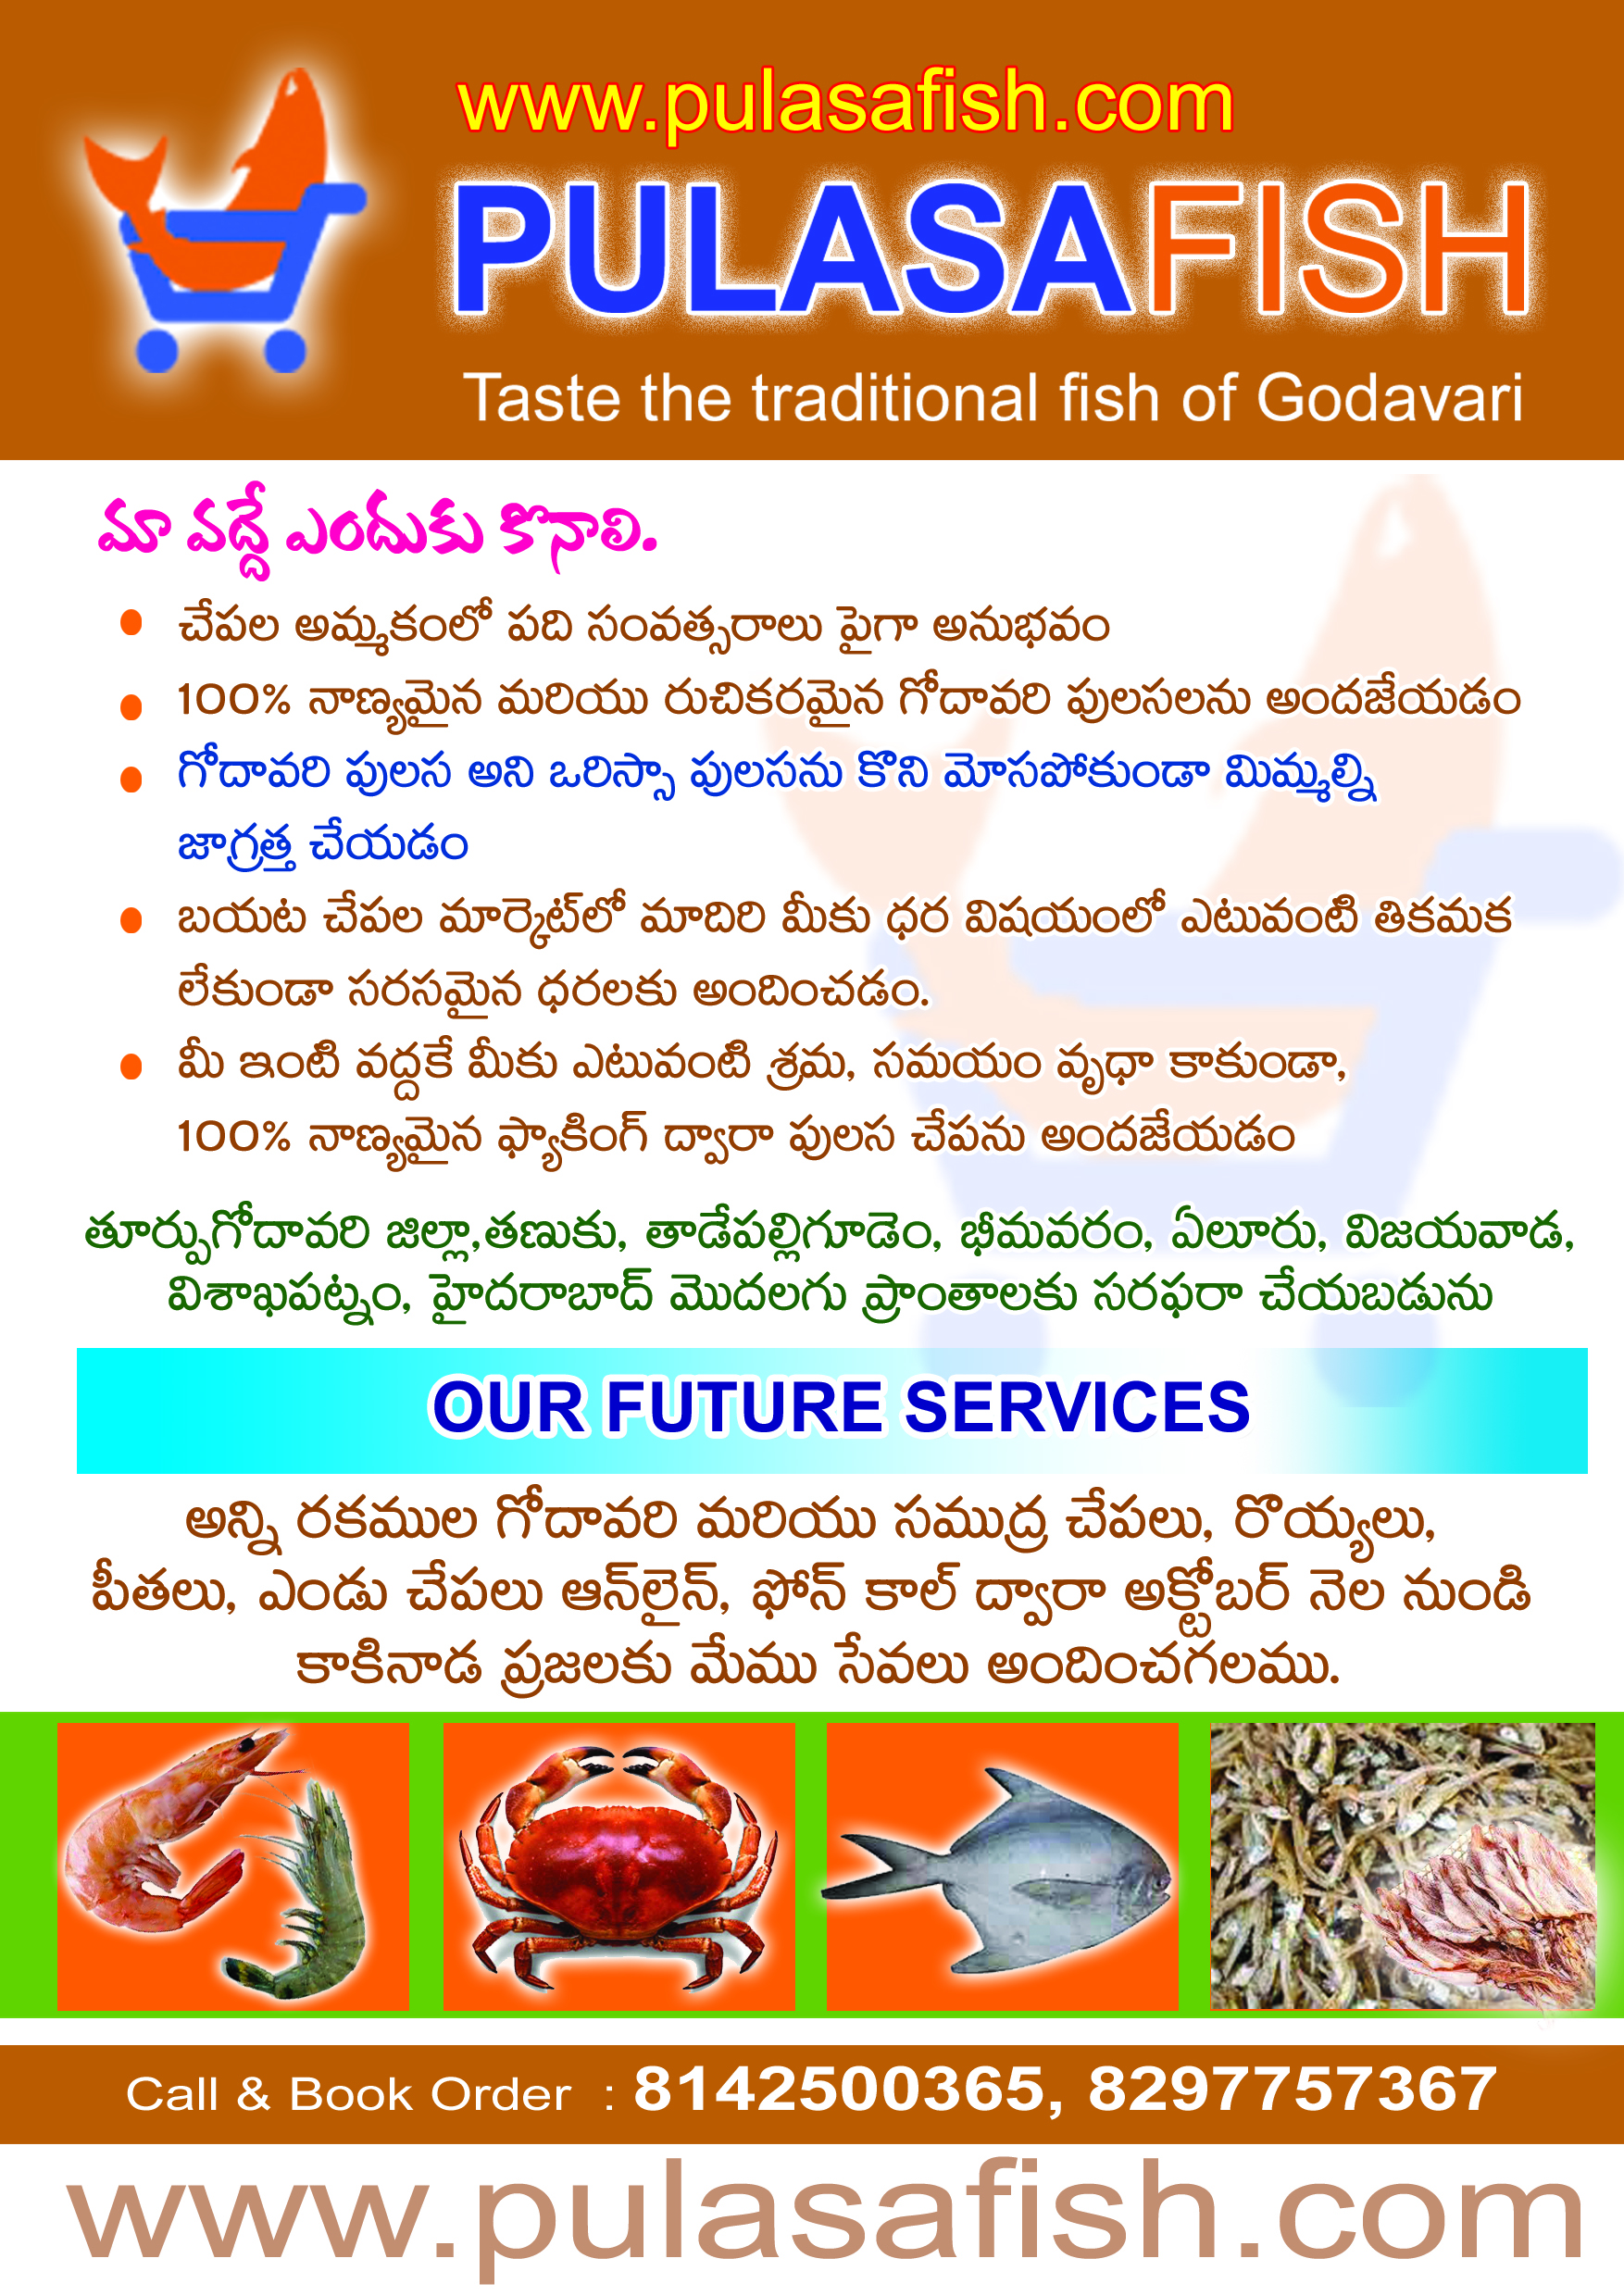 www.pulasafish.com
PULASAFISH
Taste the traditional fish of Godavari
మా వద్దే ఎందుకు కొనాలి.
చేపల అమ్మకంలో పది సంవత్సరాలు పైగా అనుభవం
100% నాణ్యమైన మరియు రుచికరమైన గోదావరి పులసలను అందజేయడం
గోదావరి పులస అని ఒరిస్సా పులసను కొని మోసపోకుండా మిమ్మల్ని
జాగ్రత్త చేయడం
బయట చేపల మార్కెట్‌లో మాదిరి మీకు ధర విషయంలో ఎటువంటి తికమక
లేకుండా సరసమైన ధరలకు అందించడం.
మీ ఇంటి వద్దకే మీకు ఎటువంటి శ్రమ, సమయం వృధా కాకుండా,
100% నాణ్యమైన ఫ్యాకింగ్ ద్వారా పులస చేపను అందజేయడం
తూర్పుగోదావరి జిల్లా,తణుకు, తాడేపల్లిగూడెం, భీమవరం, ఏలూరు, విజయవాడ,
విశాఖపట్నం, హైదరాబాద్ మొదలగు ప్రాంతాలకు సరఫరా చేయబడును
OUR FUTURE SERVICES
అన్ని రకముల గోదావరి మరియు సముద్ర చేపలు, రొయ్యలు,
పీతలు, ఎండు చేపలు ఆన్‌లైన్, ఫోన్ కాల్ ద్వారా అక్టోబర్ నెల నుండి
కాకినాడ ప్రజలకు మేము సేవలు అందించగలము.
Call & Book Order : 8142500365, 8297757367
www.pulasafish.com